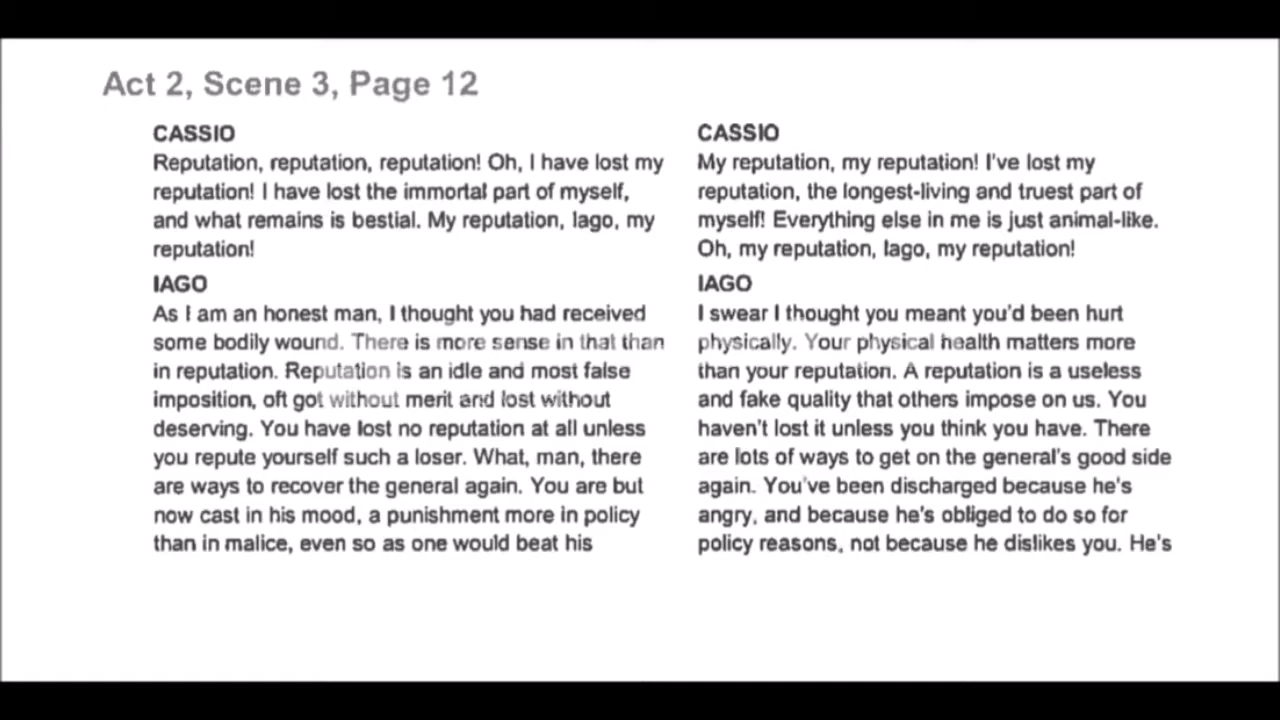 Act 2, Scene 3, Page 12
CASSIO
Reputation, reputation, reputation! Oh, I have lost my
reputation! I have lost the immortal part of myself,
and what remains is bestial. My reputation, Iago, my
reputation!
IAGO
As I am an honest man, I thought you had received
some bodily wound. There is more sense in that than
in reputation. Reputation is an idle and most false
imposition, oft got without merit and lost without
deserving. You have lost no reputation at all unless
you repute yourself such a loser. What, man, there
are ways to recover the general again. You are but
now cast in his mood, a punishment more in policy
than in malice, even so as one would beat his
CASSIO
My reputation, my reputation! I've lost my
reputation, the longest-living and truest part of
myself! Everything else in me is just animal-like.
Oh, my reputation, Iago, my reputation!
IAGO
I swear I thought you meant you'd been hurt
physically. Your physical health matters more
than your reputation. A reputation is a useless
and fake quality that others impose on us. You
haven't lost it unless you think you have. There
are lots of ways to get on the general's good side
again. You've been discharged because he's
angry, and because he's obliged to do so for
policy reasons, not because he dislikes you. He's